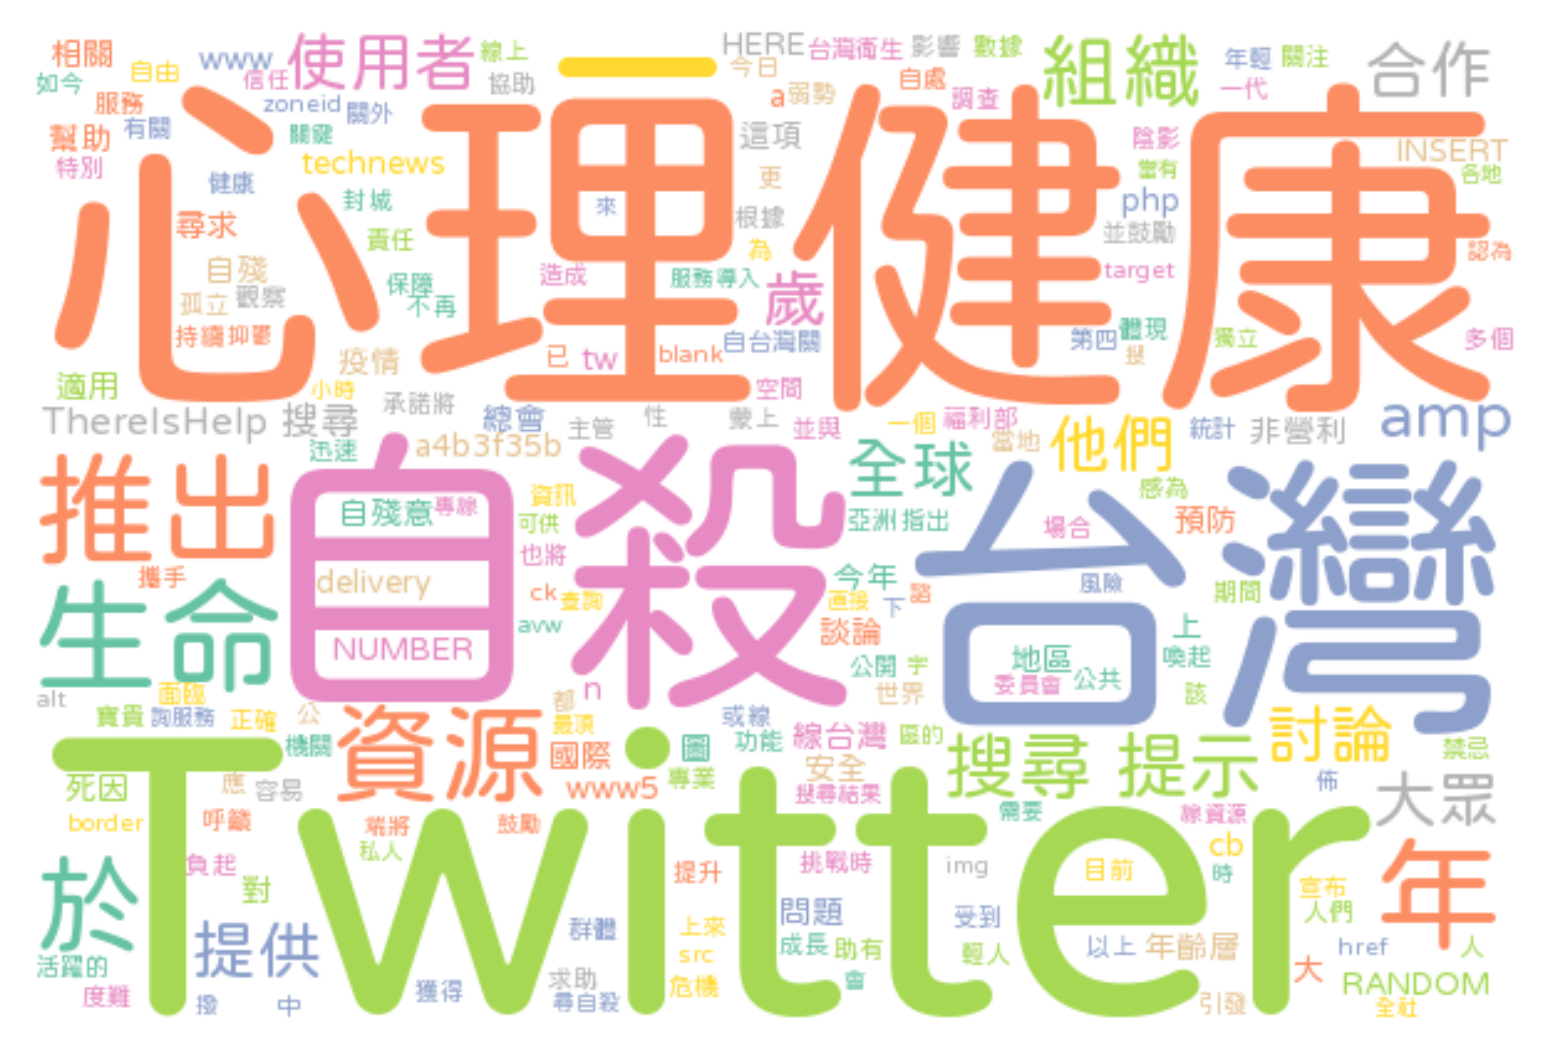 相關 www 使用者 線上 一 HERE 台灣衛生 影響 數據 組織 年輕 關注 合作
如今 自由 信任 協助 今日 自處 一代
服務 zoneid 關外 a 弱勢 調查
幫助 有關 關鍵 這項 陰影 INSERT
特別 technews 更 當有 各地
健康 封城 來 php
心理健康
尋求 責任 根據 並鼓勵
自殘 為 認為
孤立 觀察 保障 不再 造成 服務導入 歲 target
持續抑鬱 疫情 已 tw blank 自台灣關 第四 體現 搜 獨立 多個
適用 小時 空間
ThereIsHelp 搜尋 承諾將 總會 主管 性 蒙上 並與 一個 福利部 他們 統計 非營利 amp
迅速 a4b3f35b 當地
推出 自殺 全球 台灣
自殘意 專線 資訊 可供 亞洲 指出 感為 場合 預防
攜手 也將 今年 風險 期間
生命 delivery ck 查詢 直接 下 諮
NUMBER avw 談論 上
公開 字 地區 喚起
alt 面臨 n 都 世界 委員會 公共 該
寶貴 詢服務 正確 公 最頂 或線
機關 資源 國際 圖 功能 線台灣 區的 搜尋 提示 討論 禁忌
死因 應 容易 www5 專業 安全 搜尋結果 佈 大眾
Twitter
border 呼籲 端將 鼓勵 需要 線資源
私人 cb
負起 提升 挑戰時 img 目前 時 年
於 對 宣布
提供 群體 上來 問題 受到 人們
活躍的 src 成長 助有 輕人 以上 年齡層 href 人
度難 撥 中 獲得 求助 危機 會 大 RANDOM
尋自殺 引發 全社